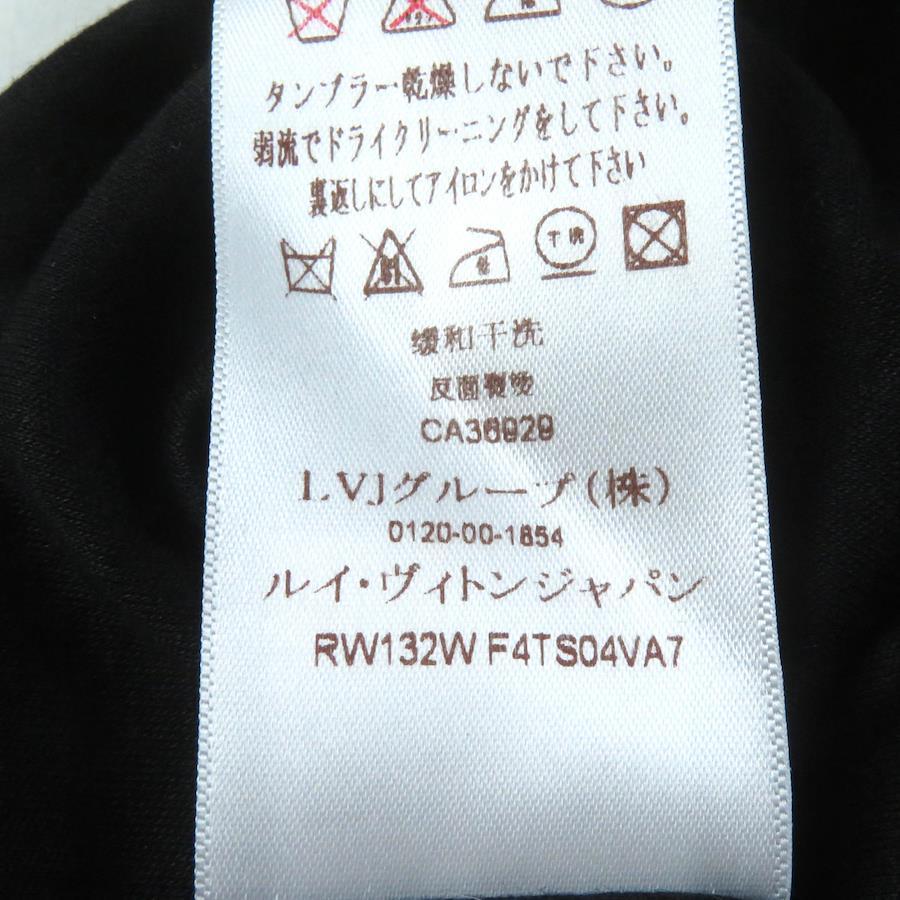 タンブラー乾燥しないで下さい。
弱流でドライクリーニングをして下さい。
裏返しにしてアイロンをかけて下さい
干 洗
缓和干洗
反面熨烫
CA36929
LVJグループ(株)
0120-00-1854
ルイ・ヴィトンジャパン
RW132W F4TS04VA7